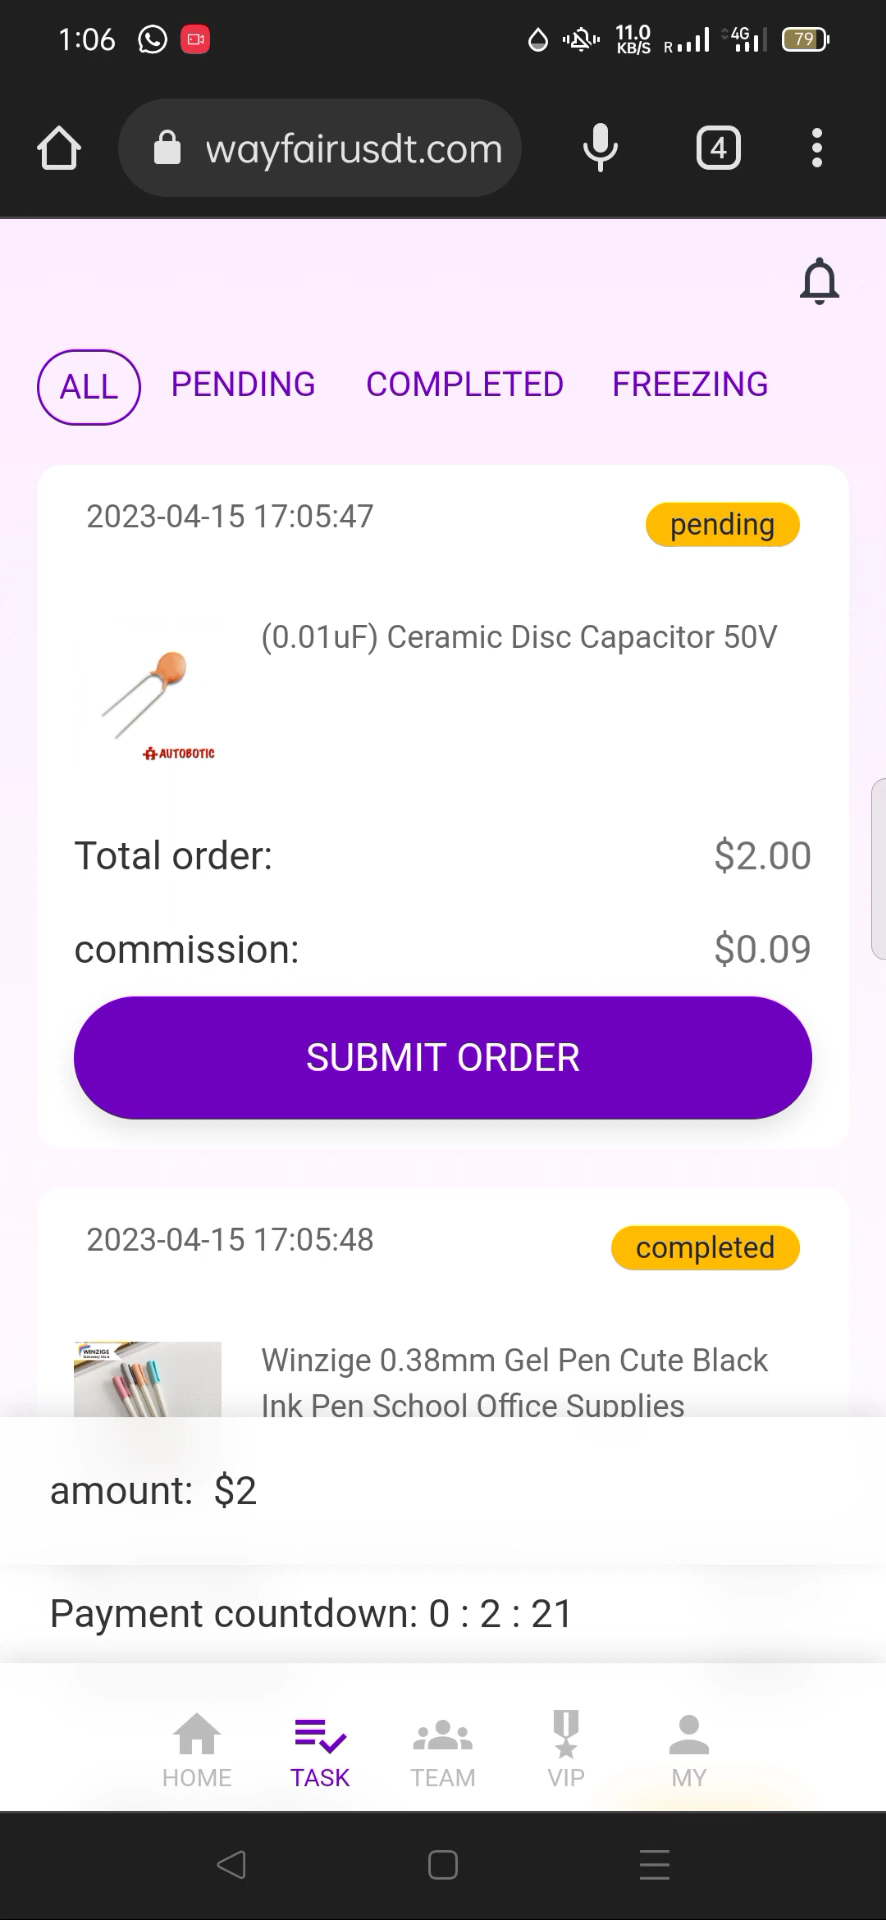 1:06 11.0 KB/S R 4G 79
wayfairusdt.com 4
ALL PENDING COMPLETED FREEZING
2023-04-15 17:05:47 pending
(0.01uF) Ceramic Disc Capacitor 50V
AUTOBOTIC
Total order: $2.00
commission: $0.09
SUBMIT ORDER
2023-04-15 17:05:48 completed
WINZIGE
Winzige 0.38mm Gel Pen Cute Black
Ink Pen School Office Supplies
amount: $2
Payment countdown: 0 : 2 : 21
HOME TASK TEAM VIP MY